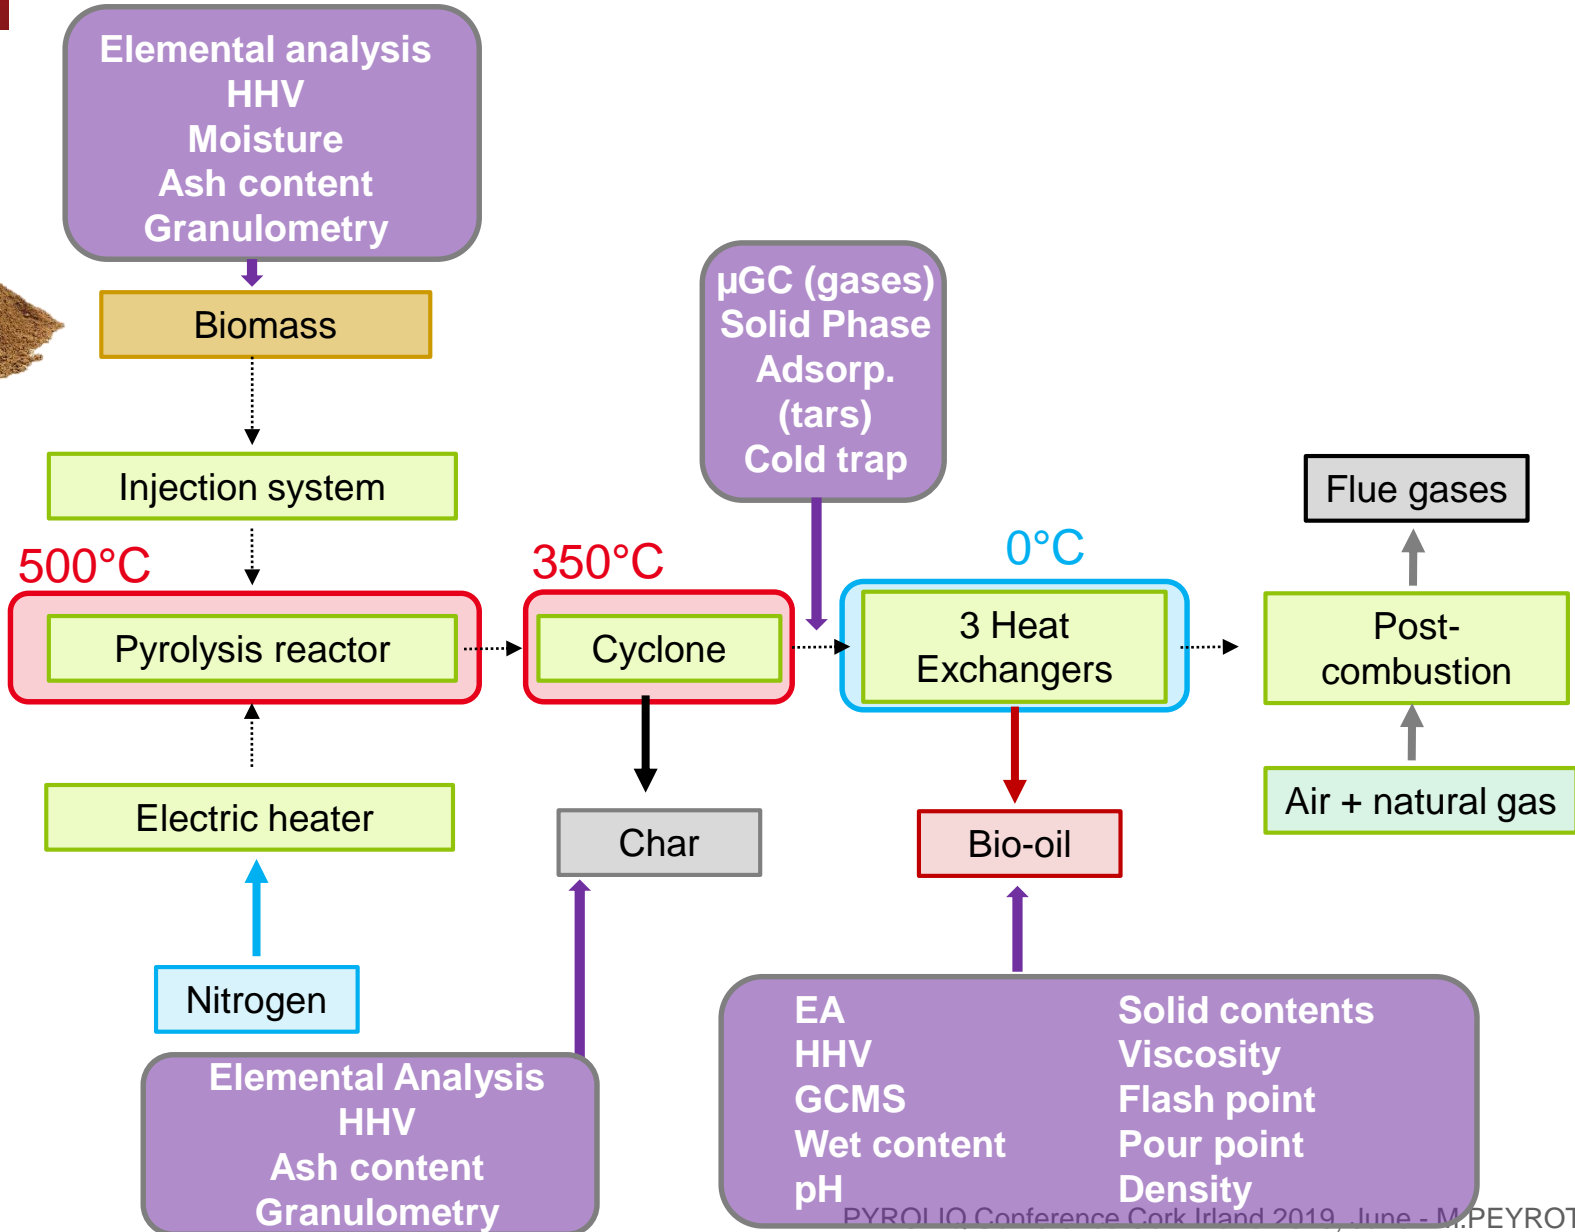 Elemental analysis
HHV
Moisture
Ash content
Granulometry
Biomass
Injection system
500°C
Pyrolysis reactor
Electric heater
Nitrogen
350°C
Cyclone
Char
Elemental Analysis
HHV
Ash content
Granulometry
µGC (gases)
Solid Phase
Adsorp.
(tars)
Cold trap
0°C
3 Heat
Exchangers
Bio-oil
EA
HHV
GCMS
Wet content
pH
Solid contents
Viscosity
Flash point
Pour point
Density
Flue gases
Post-
combustion
Air + natural gas
PYROLIQ Conference Cork Irland 2019, June - M.PEYROT